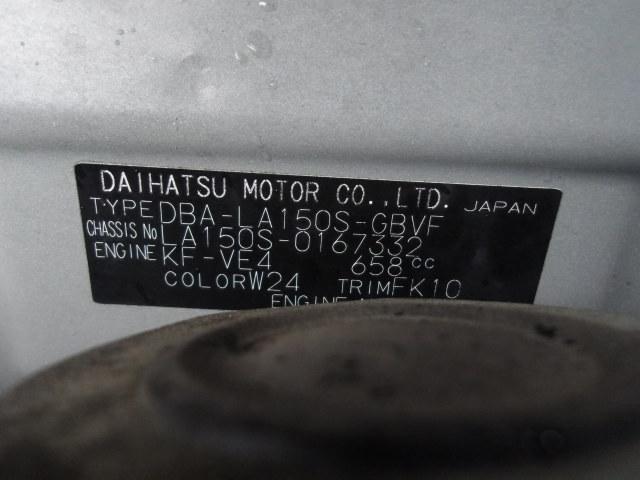 DAIHATSU MOTOR CO.,LTD. JAPAN
TYPE DBA-LA150S-GBVF
CHASSIS No LA150S-0167332
ENGINE KF-VE4 658cc
COLOR W24 TRIM FK10
ENGINE